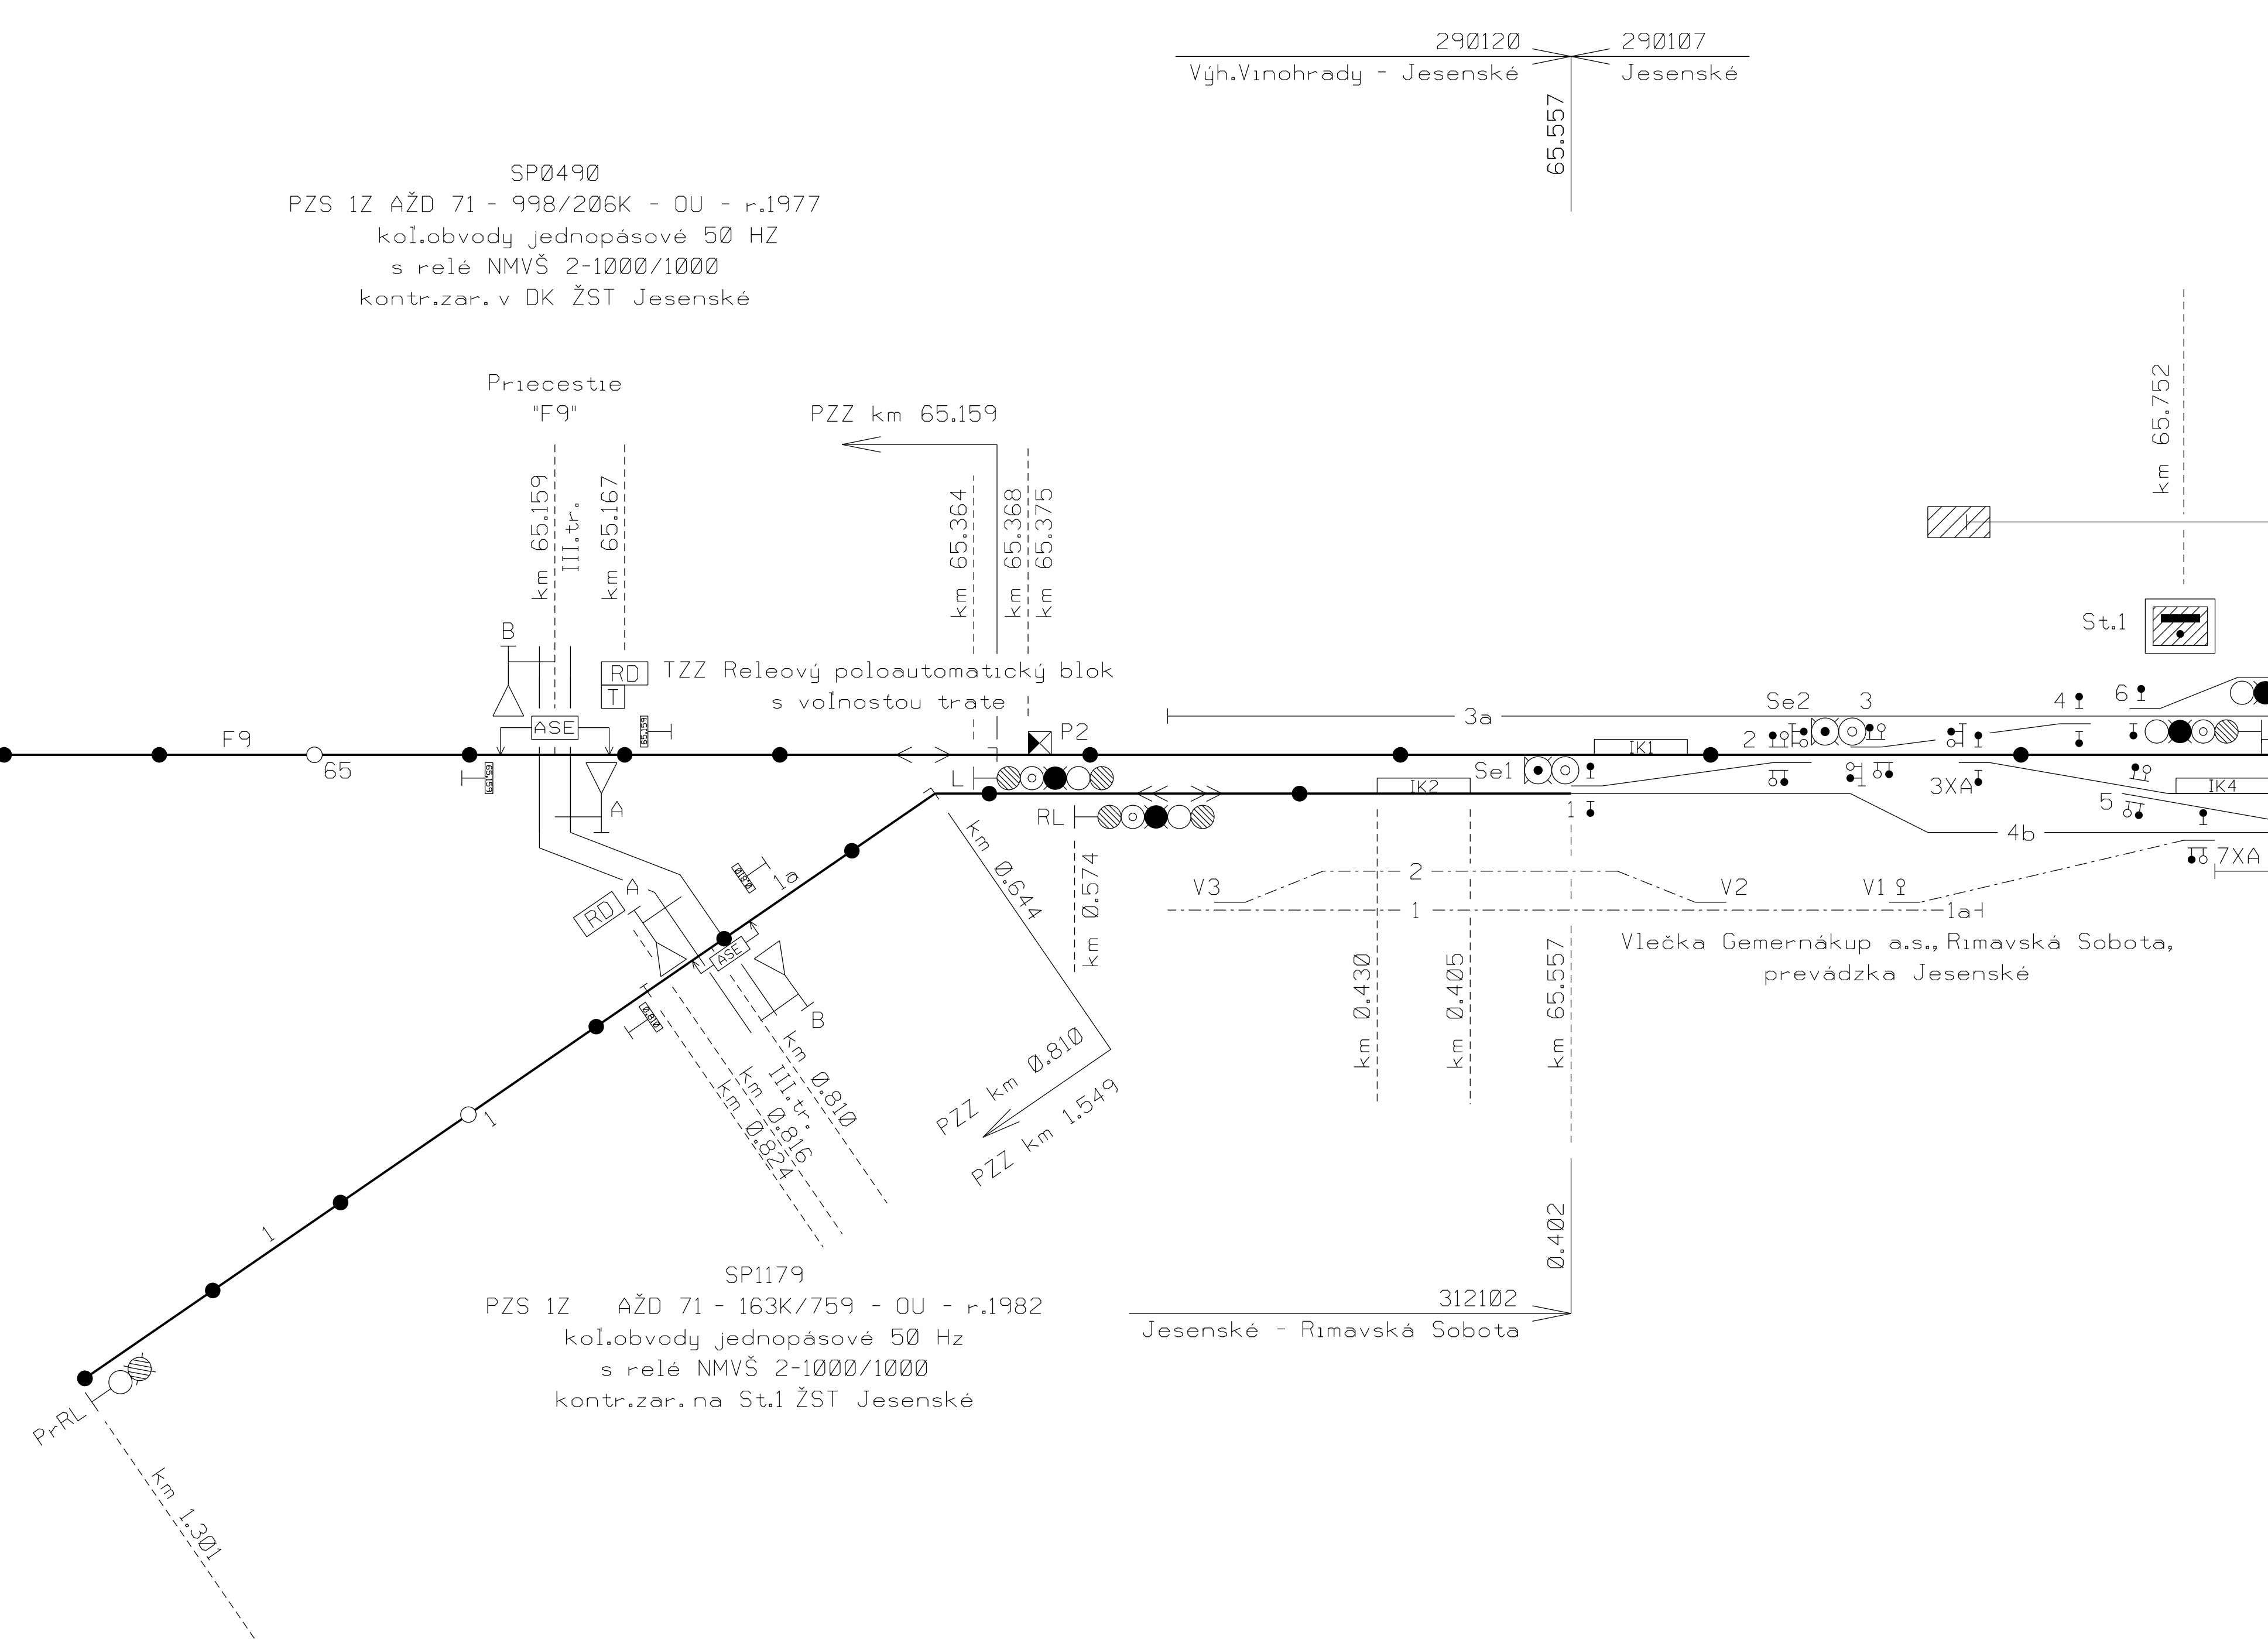 290120
290107
Výh.Vinohrady - Jesenské
Jesenské
65.557
SP0490
PZS 1Z AŽD 71 - 998/206K - OU - r.1977
koľ.obvody jednopásové 50 HZ
s relé NMVŠ 2-1000/1000
kontr.zar. v DK ŽST Jesenské
Priecestie
"F9"
PZZ km 65.159
km 65.159
III.tr.
km 65.167
km 65.364
km 65.368
km 65.375
km 65.752
B
RD
T
TZZ Releový poloautomatický blok
s voľnosťou trate
St.1
ASE
65.159
F9
65
65.159
A
P2
3a
L
RL
Se1
IK1
IK2
2
Se2
3
4
6
1
3XA
5
IK4
4b
7XA
V3
2
V2
V1
1
1a
Vlečka Gemernákup a.s., Rimavská Sobota,
prevádzka Jesenské
A
RD
0.810
1a
ASE
0.810
B
km 0.644
km 0.574
km 0.430
km 0.405
km 65.557
km 0.810
III.tr.
km 0.816
km 0.824
PZZ km 0.810
PZZ km 1.549
1
1
0.402
312102
Jesenské - Rimavská Sobota
SP1179
PZS 1Z AŽD 71 - 163K/759 - OU - r.1982
koľ.obvody jednopásové 50 Hz
s relé NMVŠ 2-1000/1000
kontr.zar. na St.1 ŽST Jesenské
PrRL
km 1.301